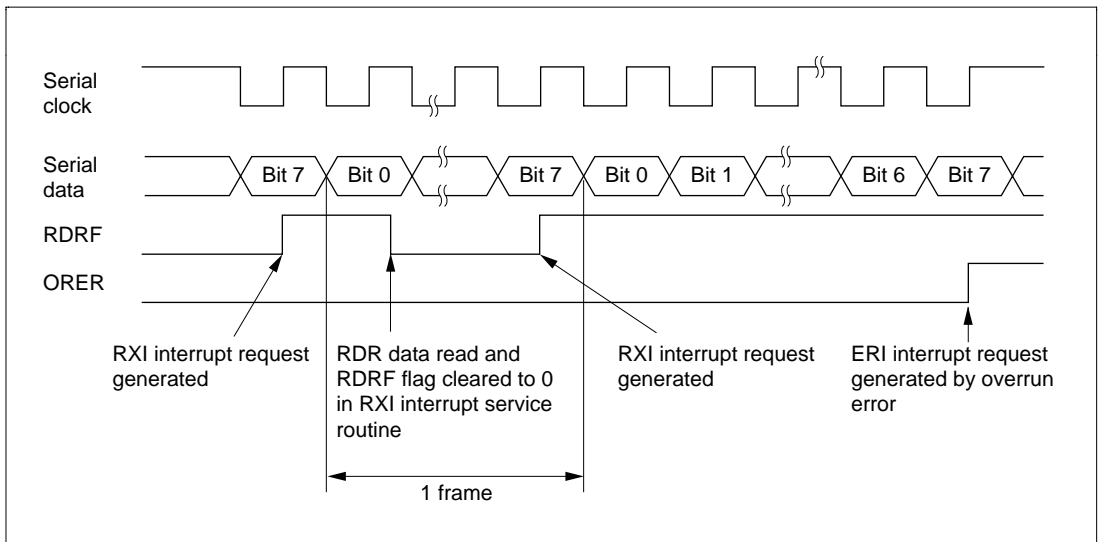 Serial
clock
Serial
data
Bit 7
Bit 0
Bit 7
Bit 0
Bit 1
Bit 6
Bit 7
RDRF
ORER
RXI interrupt request
generated
RDR data read and
RDRF flag cleared to 0
in RXI interrupt service
routine
RXI interrupt request
generated
ERI interrupt request
generated by overrun
error
1 frame